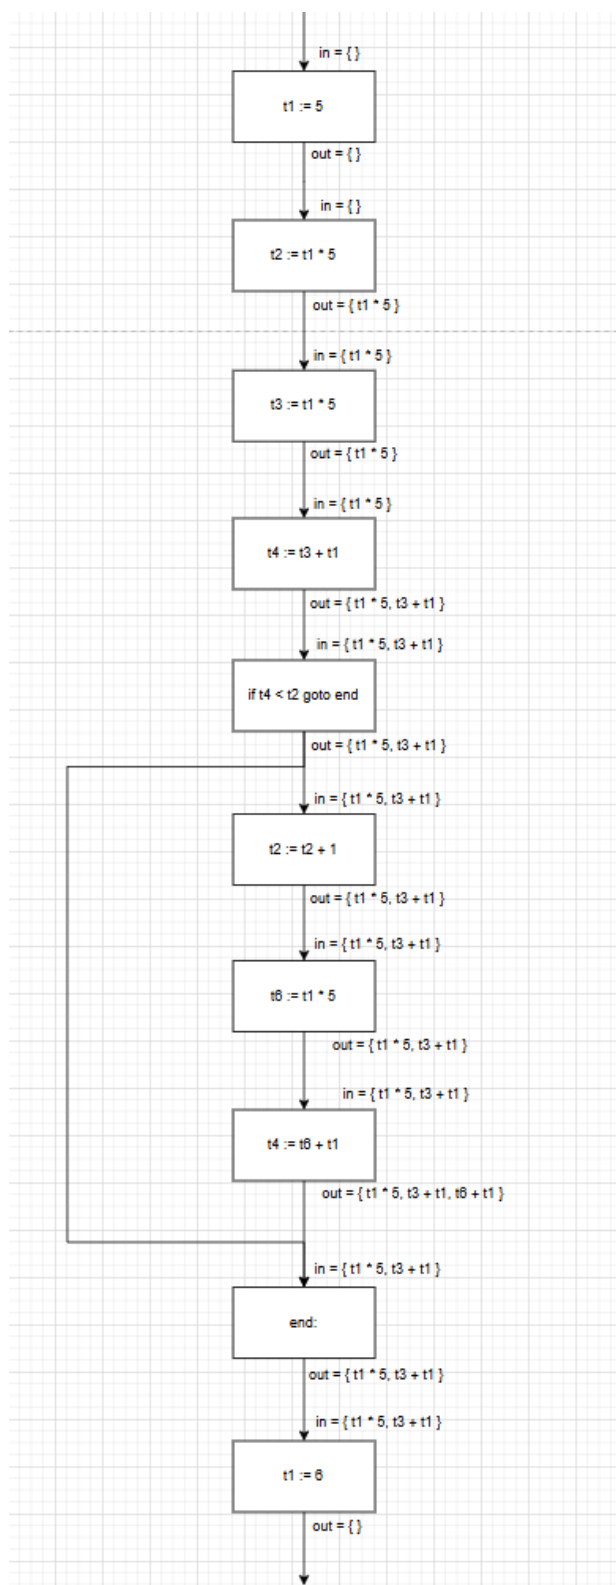 in = { }
t1 := 5
out = { }
in = { }
t2 := t1 * 5
out = { t1 * 5 }
in = { t1 * 5 }
t3 := t1 * 5
out = { t1 * 5 }
in = { t1 * 5 }
t4 := t3 + t1
out = { t1 * 5, t3 + t1 }
in = { t1 * 5, t3 + t1 }
if t4 < t2 goto end
out = { t1 * 5, t3 + t1 }
in = { t1 * 5, t3 + t1 }
t2 := t2 + 1
out = { t1 * 5, t3 + t1 }
in = { t1 * 5, t3 + t1 }
t6 := t1 * 5
out = { t1 * 5, t3 + t1 }
in = { t1 * 5, t3 + t1 }
t4 := t6 + t1
out = { t1 * 5, t3 + t1, t6 + t1 }
in = { t1 * 5, t3 + t1 }
end:
out = { t1 * 5, t3 + t1 }
in = { t1 * 5, t3 + t1 }
t1 := 6
out = { }